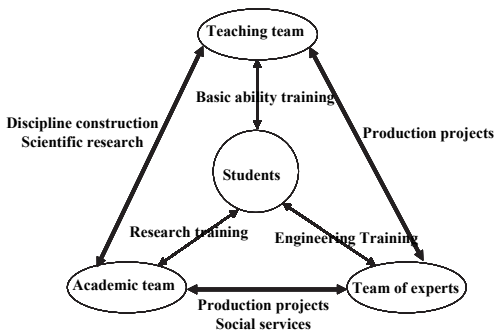 Teaching team
Basic ability training
Discipline construction
Scientific research
Production projects
Students
Research training
Engineering Training
Academic team
Team of experts
Production projects
Social services